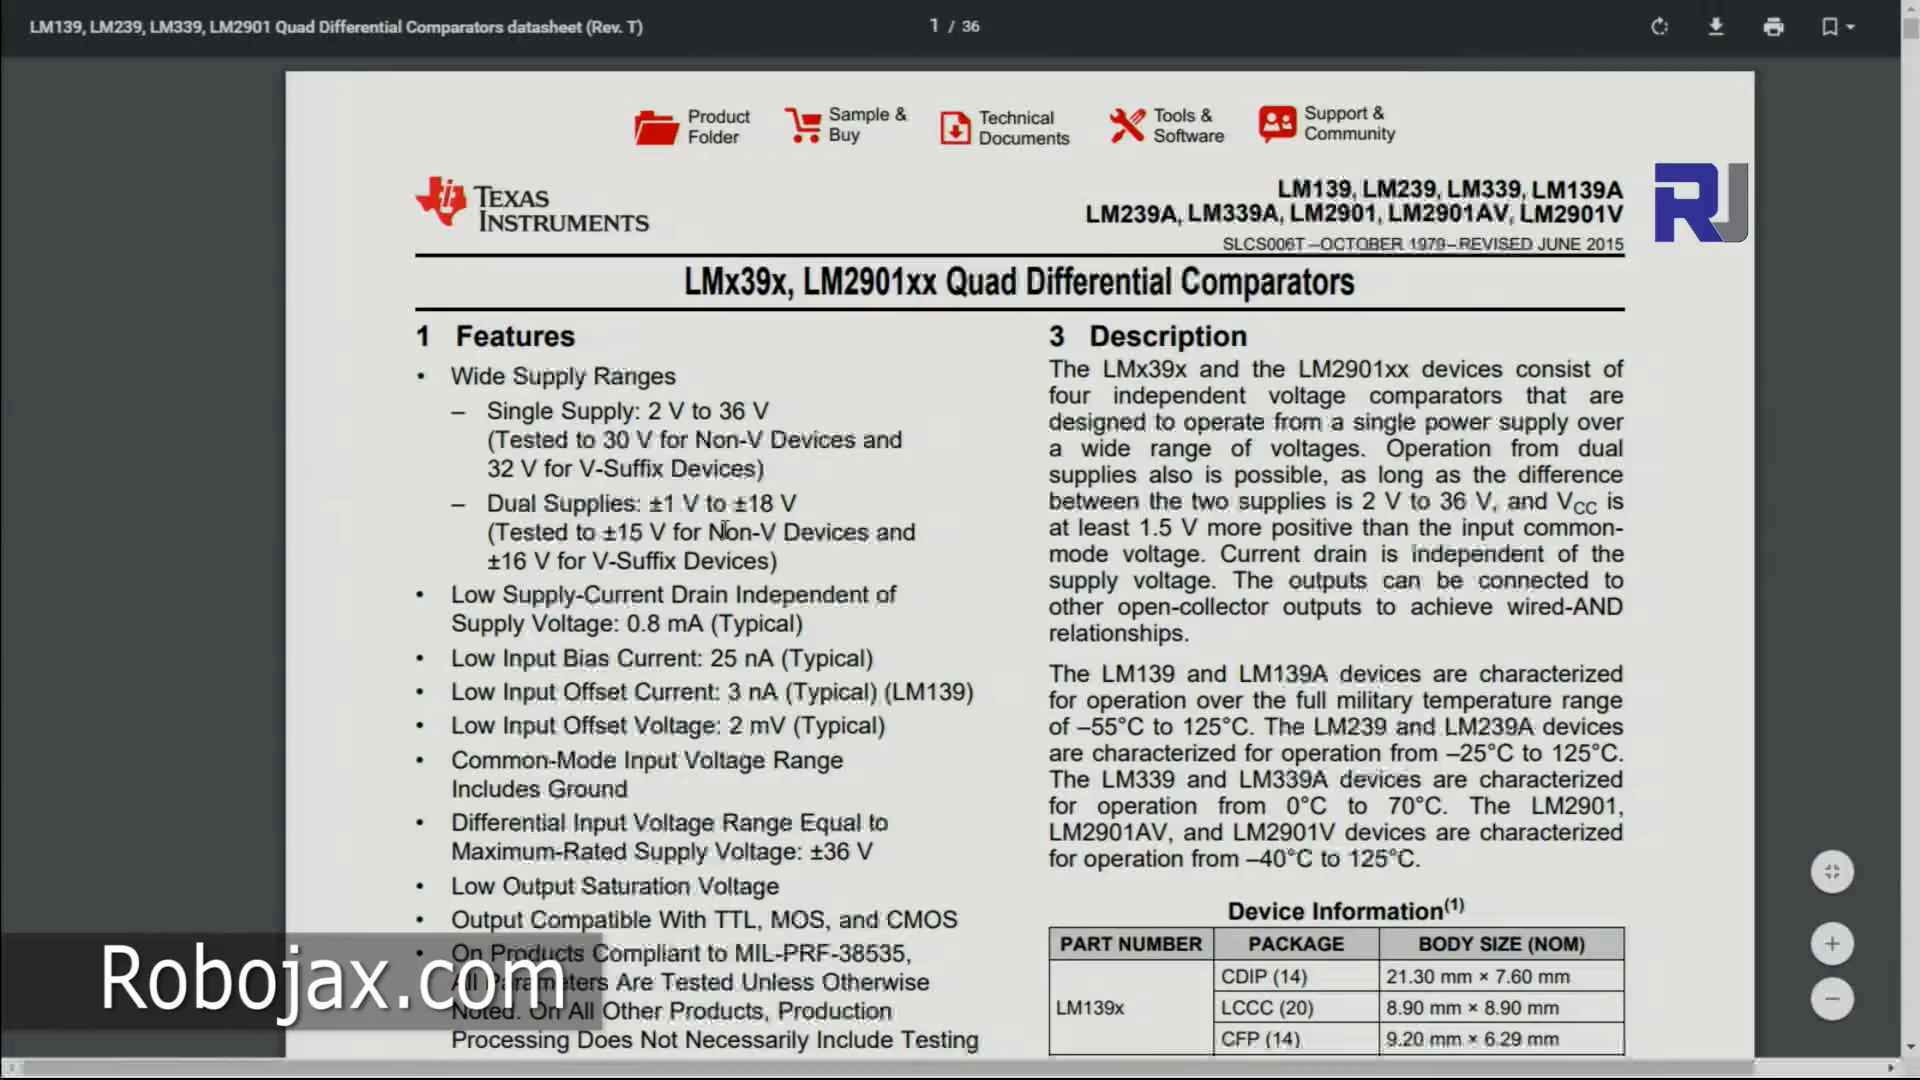 LM139, LM239, LM339, LM2901 Quad Differential Comparators datasheet (Rev. T)
1 / 36
Product
Folder
Sample &
Buy
Technical
Documents
Tools &
Software
Support &
Community
TEXAS
INSTRUMENTS
LM139, LM239, LM339, LM139A
LM239A, LM339A, LM2901, LM2901AV, LM2901V
SLCS006T –OCTOBER 1979–REVISED JUNE 2015
RJ
LMx39x, LM2901xx Quad Differential Comparators
1 Features
• Wide Supply Ranges
– Single Supply: 2 V to 36 V
(Tested to 30 V for Non-V Devices and
32 V for V-Suffix Devices)
– Dual Supplies: ±1 V to ±18 V
(Tested to ±15 V for Non-V Devices and
±16 V for V-Suffix Devices)
• Low Supply-Current Drain Independent of
Supply Voltage: 0.8 mA (Typical)
• Low Input Bias Current: 25 nA (Typical)
• Low Input Offset Current: 3 nA (Typical) (LM139)
• Low Input Offset Voltage: 2 mV (Typical)
• Common-Mode Input Voltage Range
Includes Ground
• Differential Input Voltage Range Equal to
Maximum-Rated Supply Voltage: ±36 V
• Low Output Saturation Voltage
• Output Compatible With TTL, MOS, and CMOS
• On Products Compliant to MIL-PRF-38535,
All Parameters Are Tested Unless Otherwise
Noted. On All Other Products, Production
Processing Does Not Necessarily Include Testing
3 Description
The LMx39x and the LM2901xx devices consist of
four independent voltage comparators that are
designed to operate from a single power supply over
a wide range of voltages. Operation from dual
supplies also is possible, as long as the difference
between the two supplies is 2 V to 36 V, and VCC is
at least 1.5 V more positive than the input common-
mode voltage. Current drain is independent of the
supply voltage. The outputs can be connected to
other open-collector outputs to achieve wired-AND
relationships.
The LM139 and LM139A devices are characterized
for operation over the full military temperature range
of –55°C to 125°C. The LM239 and LM239A devices
are characterized for operation from –25°C to 125°C.
The LM339 and LM339A devices are characterized
for operation from 0°C to 70°C. The LM2901,
LM2901AV, and LM2901V devices are characterized
for operation from –40°C to 125°C.
Device Information(1)
PART NUMBER PACKAGE BODY SIZE (NOM)
LM139x CDIP (14) 21.30 mm × 7.60 mm
LCCC (20) 8.90 mm × 8.90 mm
CFP (14) 9.20 mm × 6.29 mm
Robojax.com